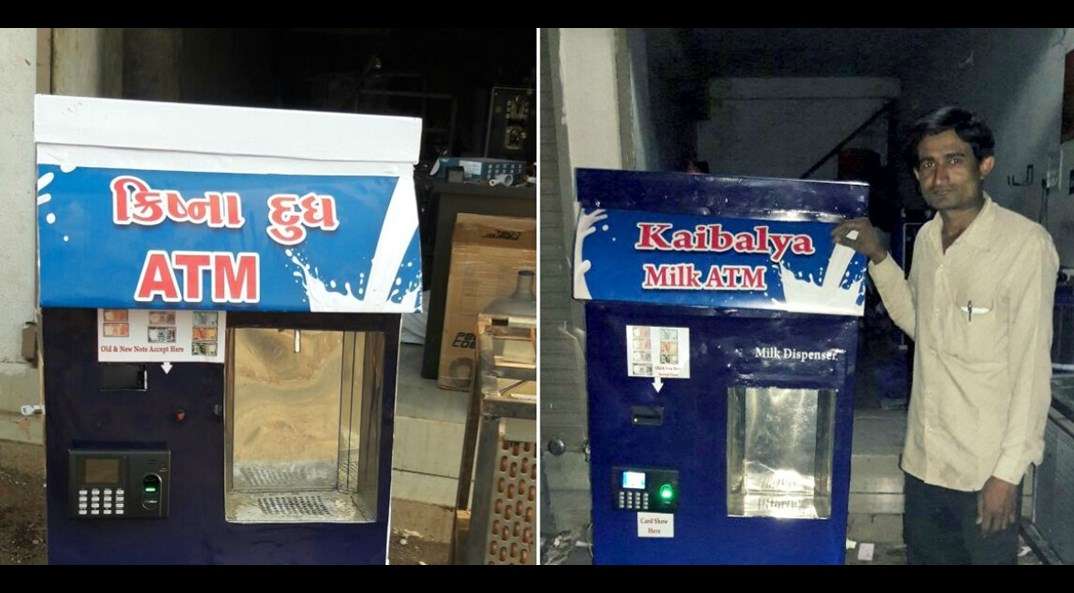 ક્રિષ્ના દુધ
ATM
Old & New Note Accept Here
Kaibalya
Milk ATM
Milk Dispenser.
Card Show
Here